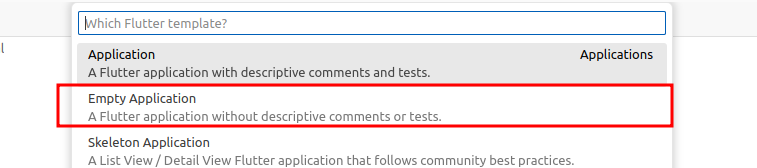 Which Flutter template?
l
Application Applications
A Flutter application with descriptive comments and tests.
Empty Application
A Flutter application without descriptive comments or tests.
Skeleton Application
A List View / Detail View Flutter application that follows community best practices.